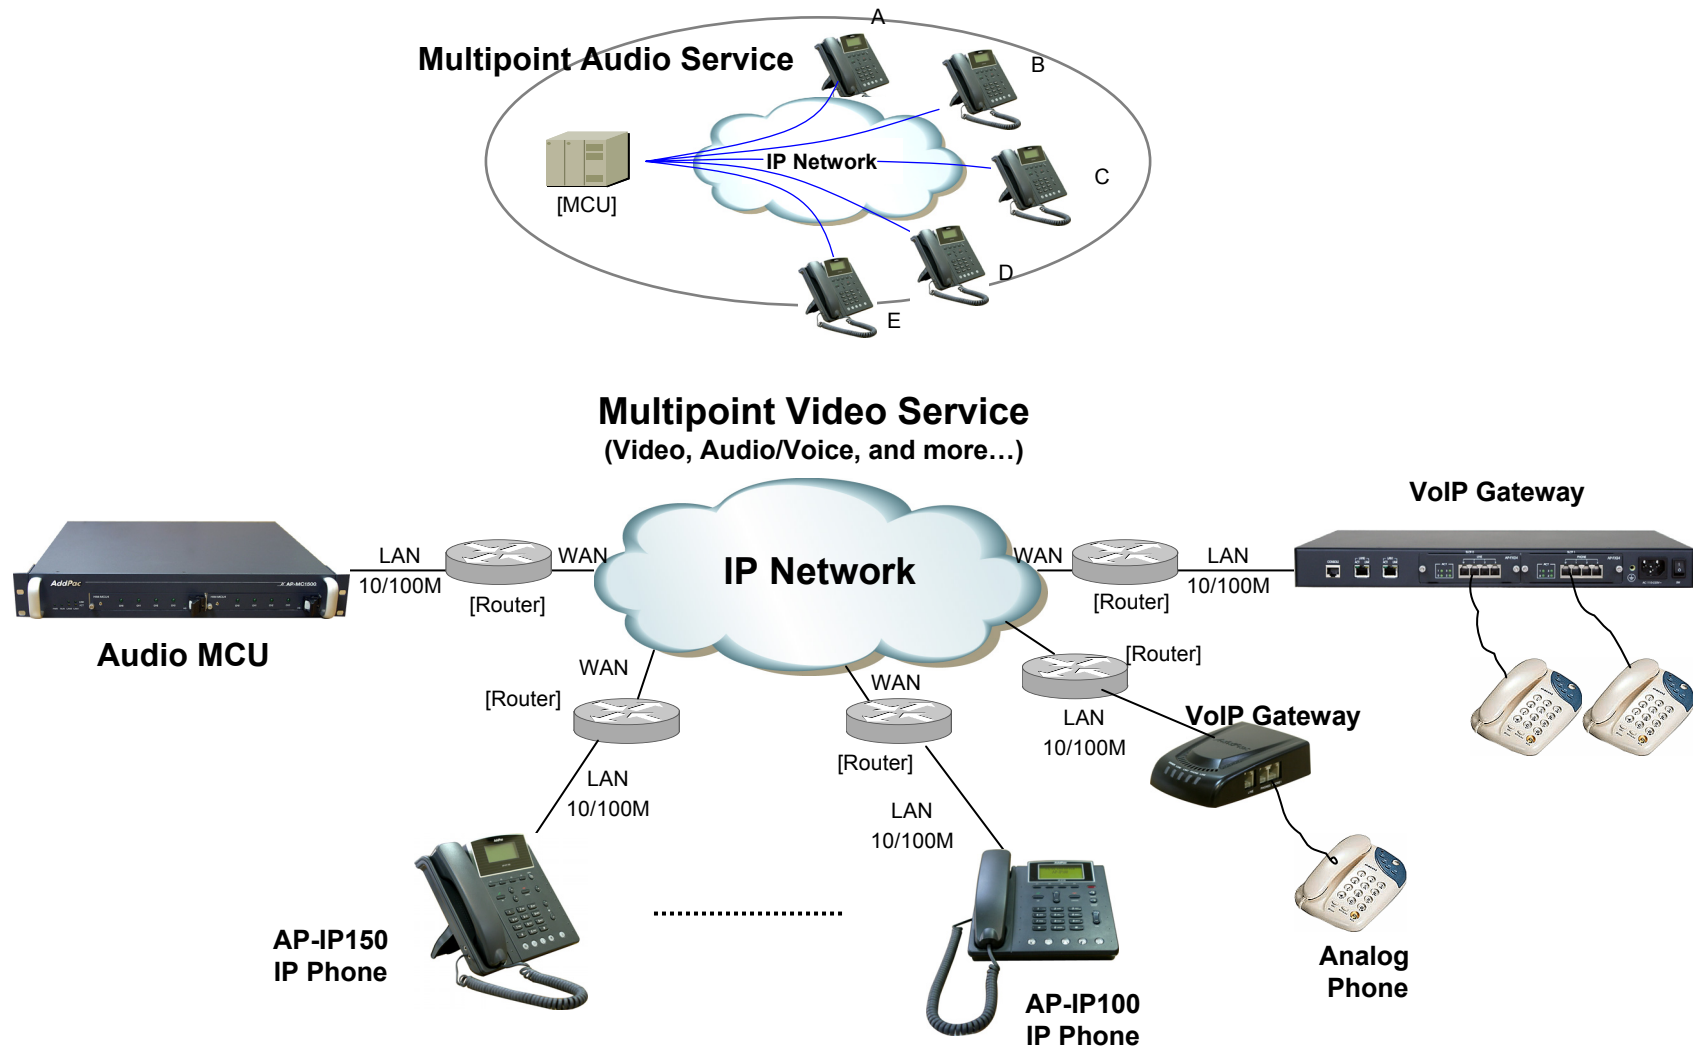 A
Multipoint Audio Service
B
IP Network
C
[MCU]
D
E
Multipoint Video Service
(Video, Audio/Voice, and more…)
VoIP Gateway
LAN
10/100M
WAN
IP Network
WAN
LAN
10/100M
AddPac
AP-MC1500
[Router]
[Router]
Audio MCU
WAN
[Router]
WAN
[Router]
[Router]
LAN
10/100M
VoIP Gateway
AddPac
LAN
10/100M
LAN
10/100M
AP-IP150
IP Phone
Analog
Phone
AP-IP100
IP Phone